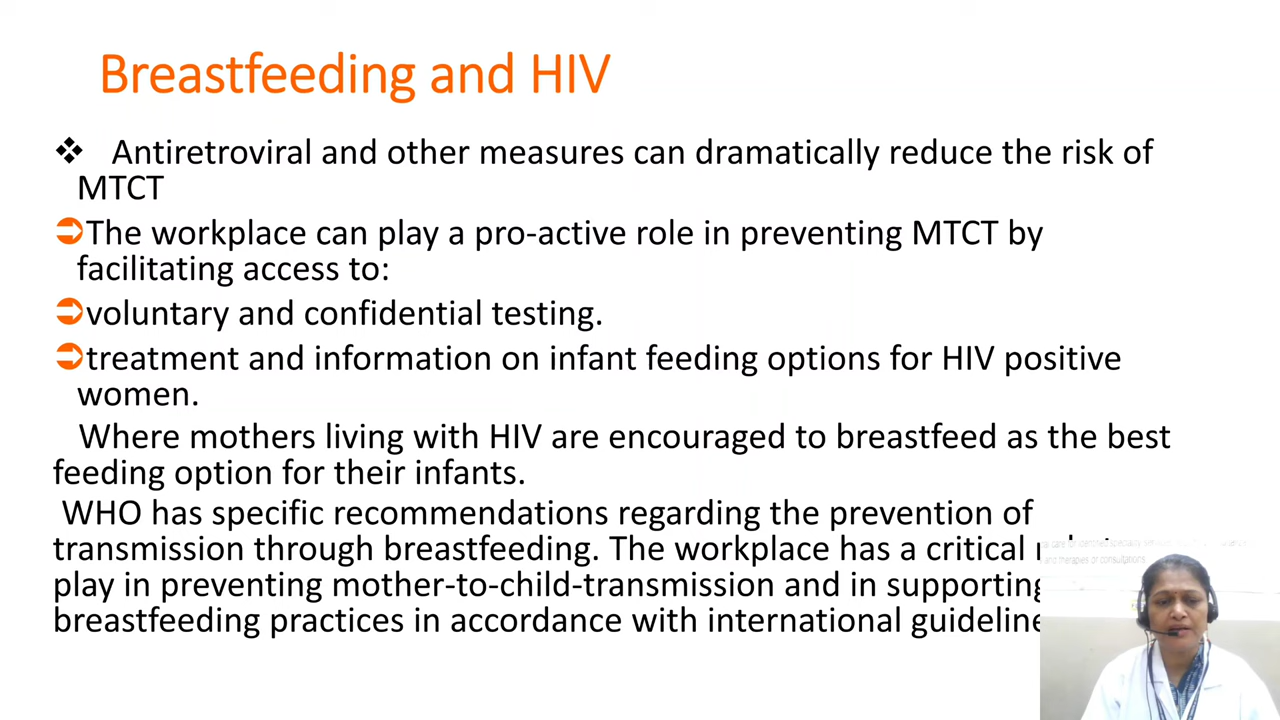 Breastfeeding and HIV
❖ Antiretroviral and other measures can dramatically reduce the risk of
MTCT
➲The workplace can play a pro-active role in preventing MTCT by
facilitating access to:
➲voluntary and confidential testing.
➲treatment and information on infant feeding options for HIV positive
women.
Where mothers living with HIV are encouraged to breastfeed as the best
feeding option for their infants.
WHO has specific recommendations regarding the prevention of
transmission through breastfeeding. The workplace has a critical
play in preventing mother-to-child-transmission and in supporting
breastfeeding practices in accordance with international guideline
and therapies or consultations